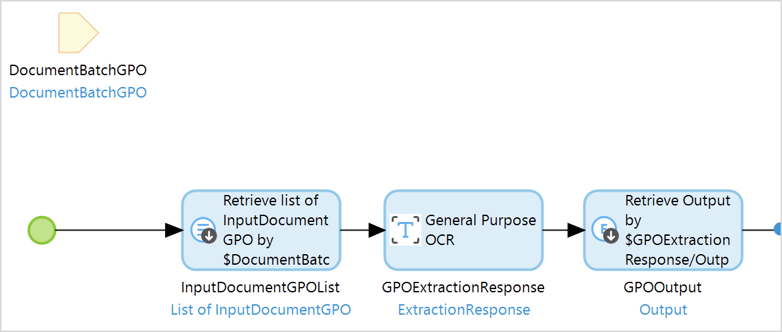 DocumentBatchGPO
DocumentBatchGPO
Retrieve list of
InputDocument
GPO by
$DocumentBatc
InputDocumentGPOList
List of InputDocumentGPO
T
General Purpose
OCR
GPOExtractionResponse
ExtractionResponse
E
Retrieve Output
by
$GPOExtraction
Response/Outp
GPOOutput
Output